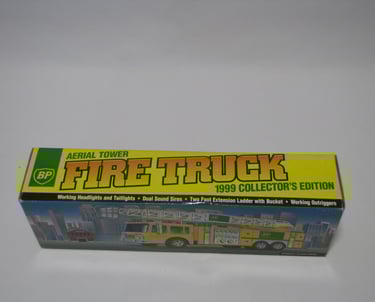 BP
AERIAL TOWER
FIRE TRUCK
1999 COLLECTOR'S EDITION
Working Headlights and Taillights • Dual Sound Siren • Two Foot Extension Ladder with Bucket • Working Outriggers